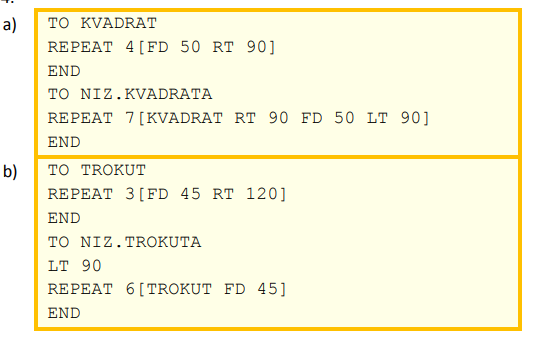 a)
TO KVADRAT
REPEAT 4[FD 50 RT 90]
END
TO NIZ.KVADRATA
REPEAT 7[KVADRAT RT 90 FD 50 LT 90]
END
b)
TO TROKUT
REPEAT 3[FD 45 RT 120]
END
TO NIZ.TROKUTA
LT 90
REPEAT 6[TROKUT FD 45]
END